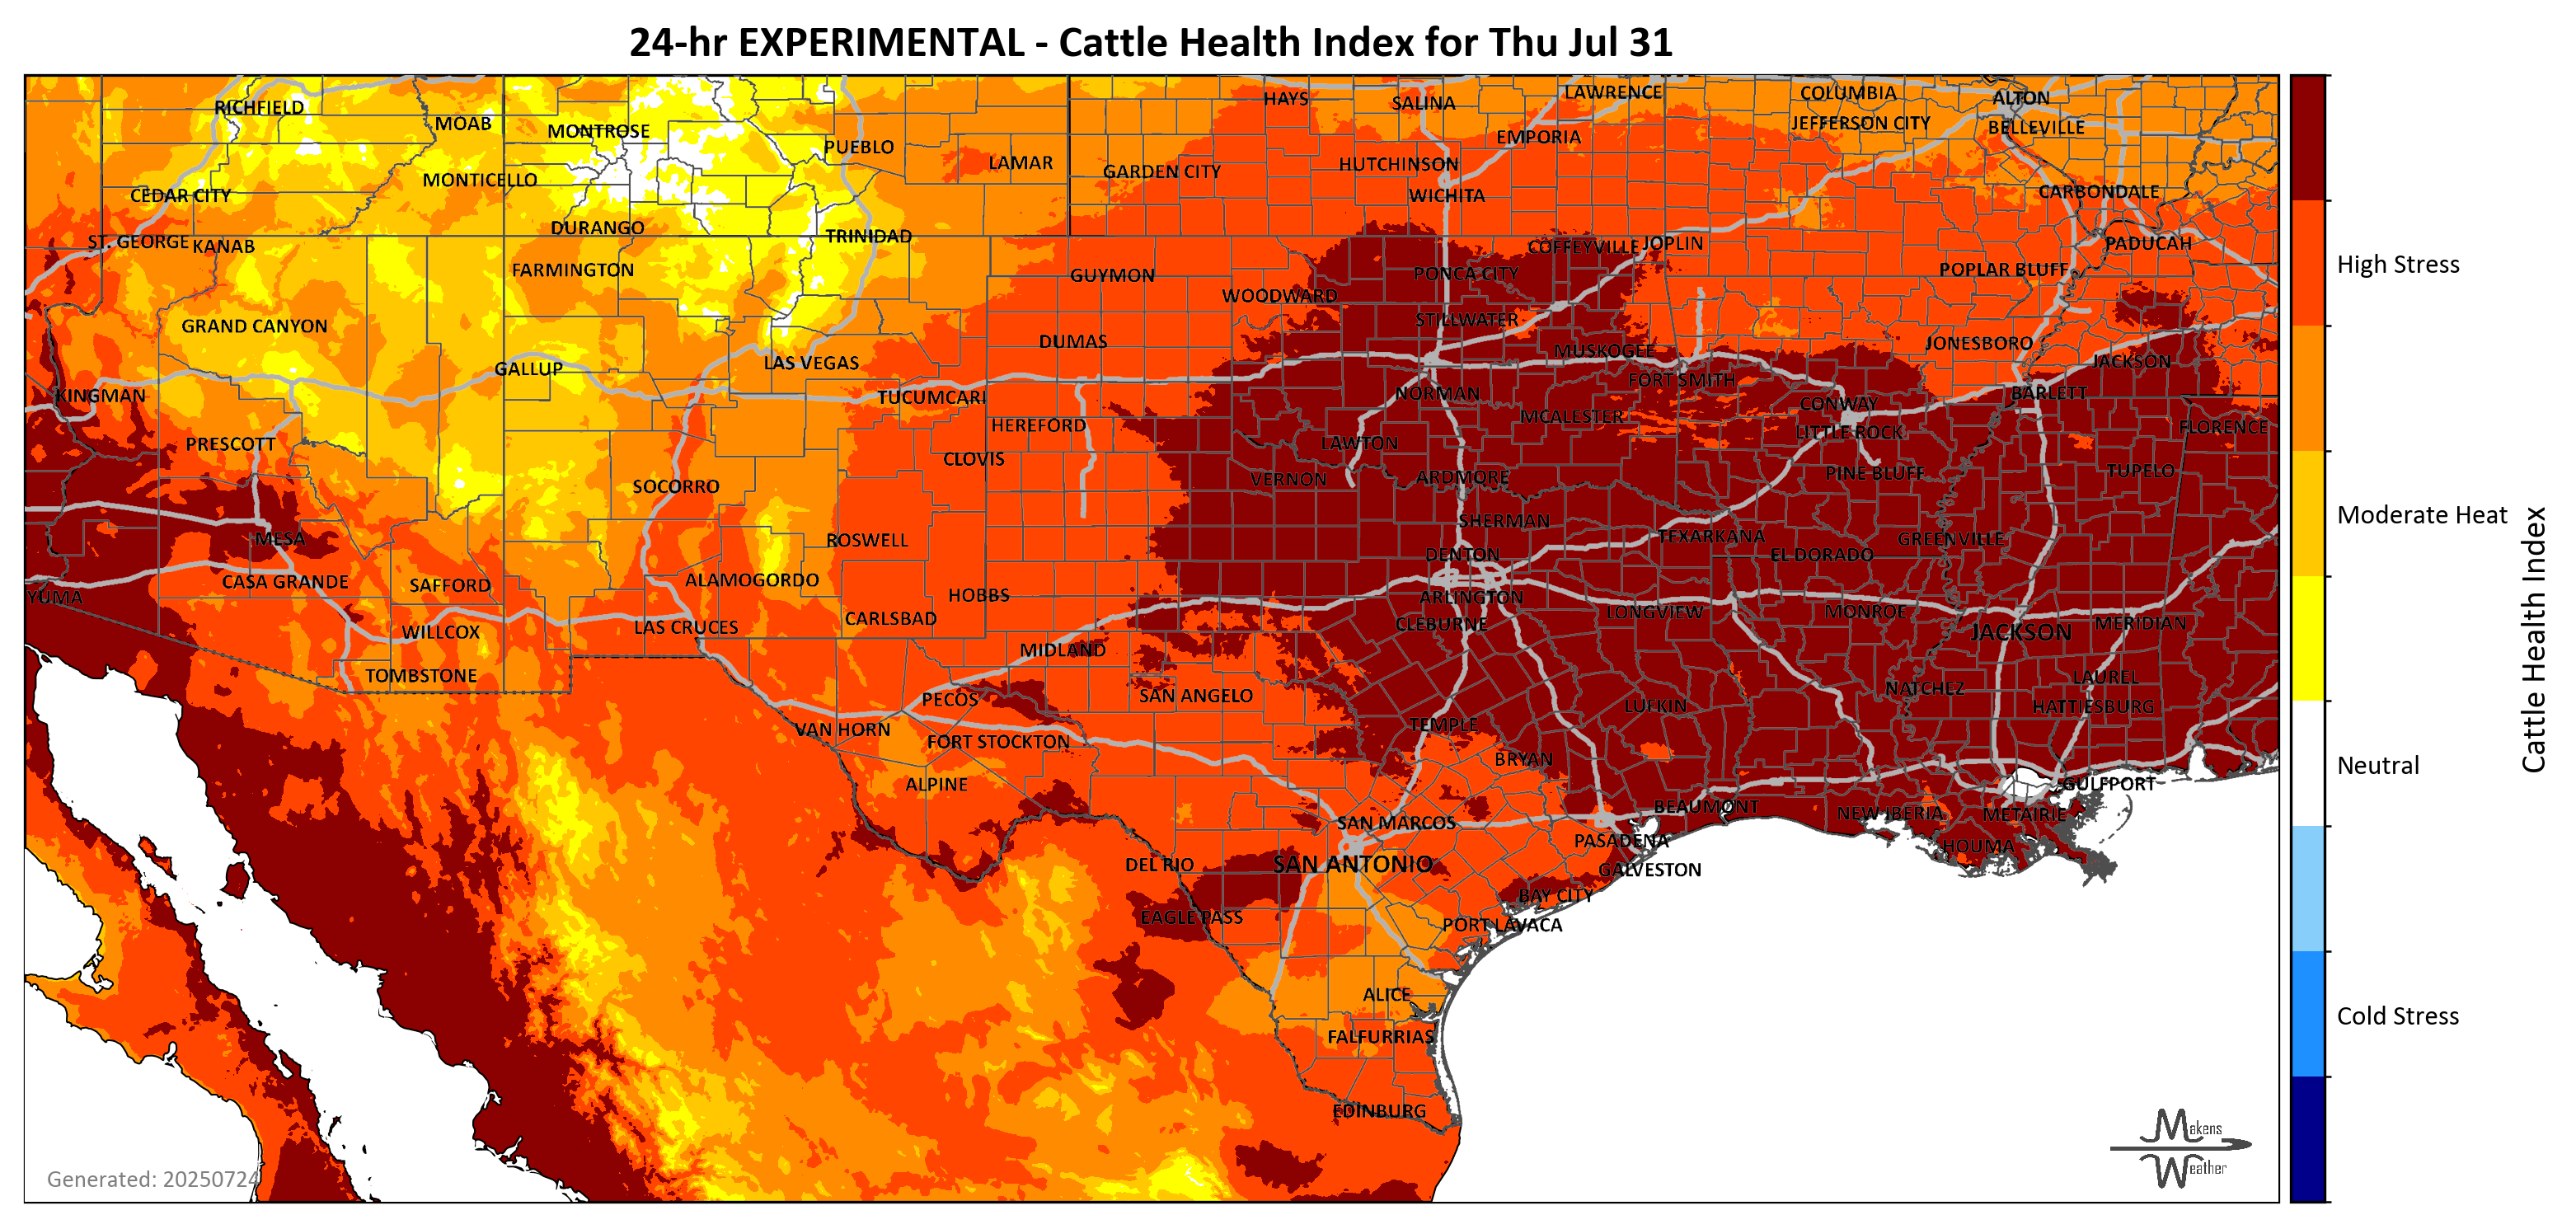 24-hr EXPERIMENTAL - Cattle Health Index for Thu Jul 31
RICHFIELD
MOAB
MONTROSE
PUEBLO
LAMAR
HAYS
SALINA
LAWRENCE
COLUMBIA
ALTON
JEFFERSON CITY
BELLEVILLE
EMPORIA
GARDEN CITY
HUTCHINSON
WICHITA
CARBONDALE
CEDAR CITY
MONTICELLO
DURANGO
TRINIDAD
ST. GEORGE
KANAB
COFFEYVILLE
JOPLIN
PADUCAH
FARMINGTON
GUYMON
PONCA CITY
POPLAR BLUFF
WOODWARD
High Stress
GRAND CANYON
STILLWATER
DUMAS
MUSKOGEE
JONESBORO
JACKSON
GALLUP
LAS VEGAS
FORT SMITH
KINGMAN
TUCUMCARI
NORMAN
CONWAY
BARLETT
HEREFORD
MCALESTER
LITTLE ROCK
FLORENCE
PRESCOTT
LAWTON
CLOVIS
VERNON
ARDMORE
PINE BLUFF
TUPELO
SOCORRO
SHERMAN
Moderate Heat
MESA
ROSWELL
DENTON
TEXARKANA
EL DORADO
GREENVILLE
YUMA
CASA GRANDE
SAFFORD
ALAMOGORDO
HOBBS
ARLINGTON
LONGVIEW
MONROE
WILLCOX
LAS CRUCES
CARLSBAD
CLEBURNE
JACKSON
MERIDIAN
TOMBSTONE
MIDLAND
LAUREL
PECOS
SAN ANGELO
LUFKIN
NATCHEZ
HATTIESBURG
VAN HORN
FORT STOCKTON
TEMPLE
BRYAN
ALPINE
Neutral
Cattle Health Index
GULFPORT
BEAUMONT
NEW IBERIA
METAIRIE
SAN MARCOS
PASADENA
HOUMA
DEL RIO
SAN ANTONIO
GALVESTON
BAY CITY
EAGLE PASS
PORT LAVACA
ALICE
Cold Stress
FALFURRIAS
EDINBURG
Makens
Weather
Generated: 20250724